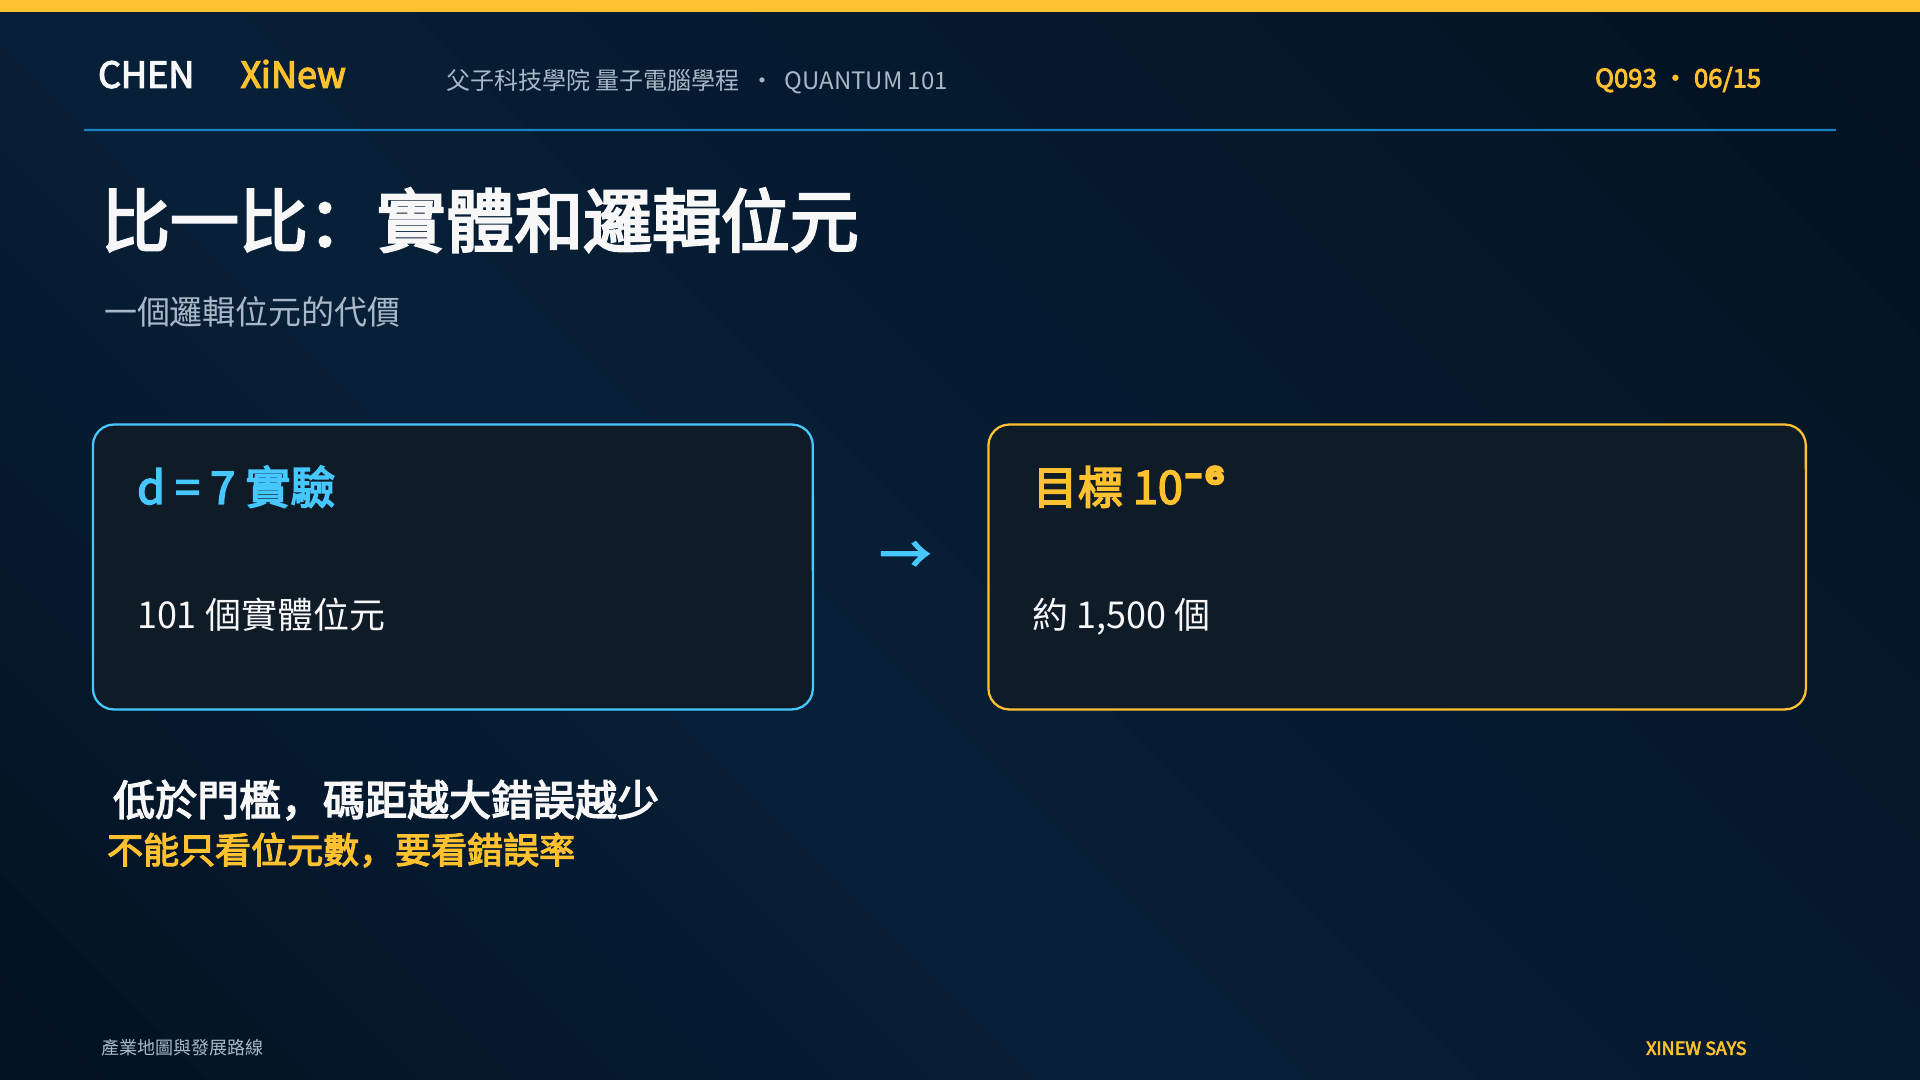 CHEN XiNew 父子科技學院 量子電腦學程 • QUANTUM 101 Q093 • 06/15
比一比：實體和邏輯位元
一個邏輯位元的代價
d = 7 實驗
101 個實體位元
→
目標 10⁻⁶
約 1,500 個
低於門檻，碼距越大錯誤越少
不能只看位元數，要看錯誤率
產業地圖與發展路線 XINEW SAYS